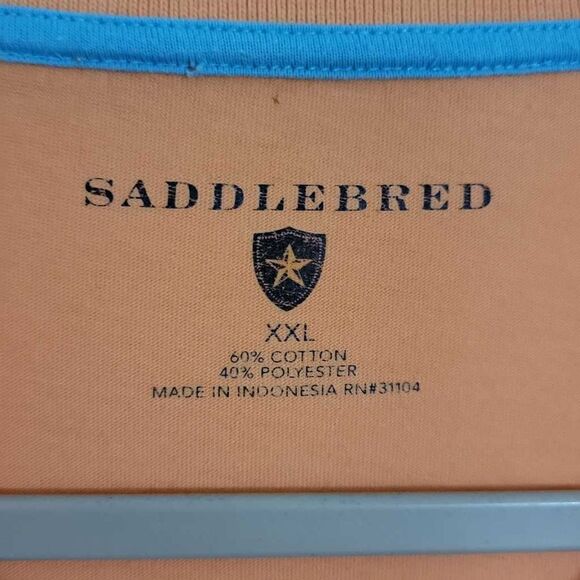 SADDLEBRED
XXL
60% COTTON
40% POLYESTER
MADE IN INDONESIA RN#31104